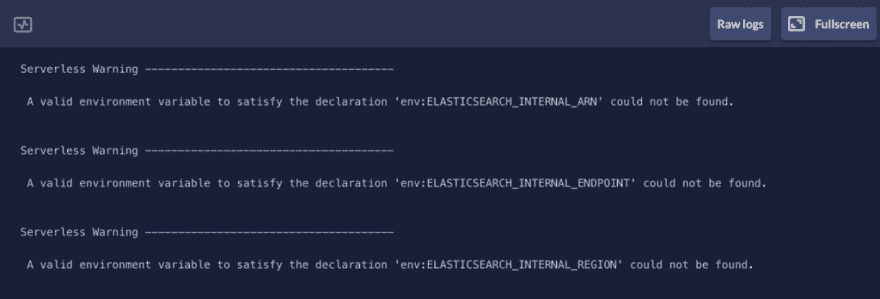 Raw logs Fullscreen
Serverless Warning --------------------------------------
A valid environment variable to satisfy the declaration 'env:ELASTICSEARCH_INTERNAL_ARN' could not be found.
Serverless Warning --------------------------------------
A valid environment variable to satisfy the declaration 'env:ELASTICSEARCH_INTERNAL_ENDPOINT' could not be found.
Serverless Warning --------------------------------------
A valid environment variable to satisfy the declaration 'env:ELASTICSEARCH_INTERNAL_REGION' could not be found.